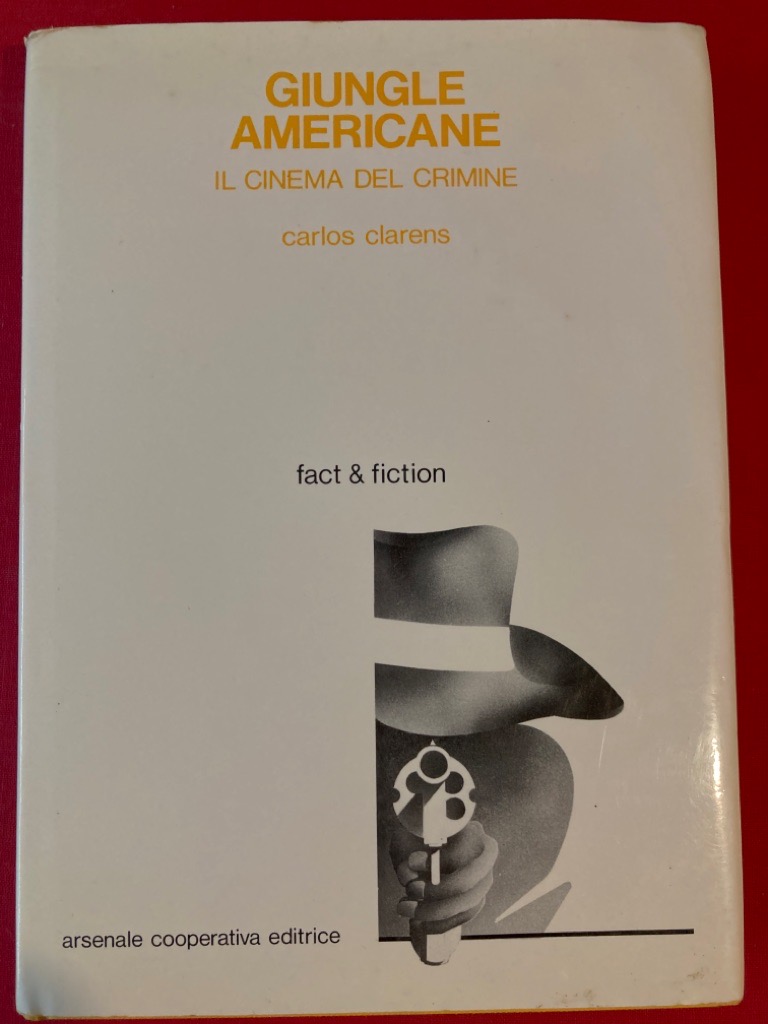 GIUNGLE
AMERICANE
IL CINEMA DEL CRIMINE
carlos clarens
fact & fiction
arsenale cooperativa editrice